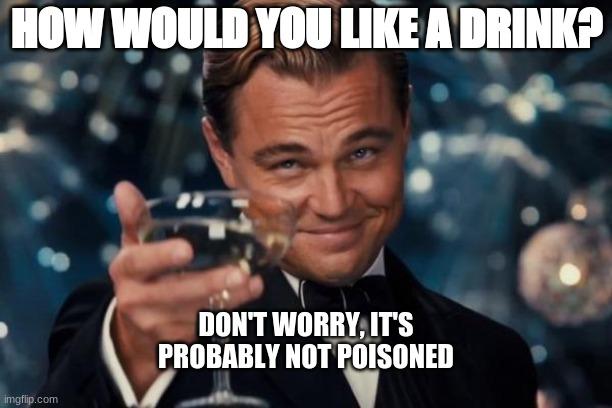 HOW WOULD YOU LIKE A DRINK?
DON'T WORRY, IT'S
PROBABLY NOT POISONED
imgflip.com